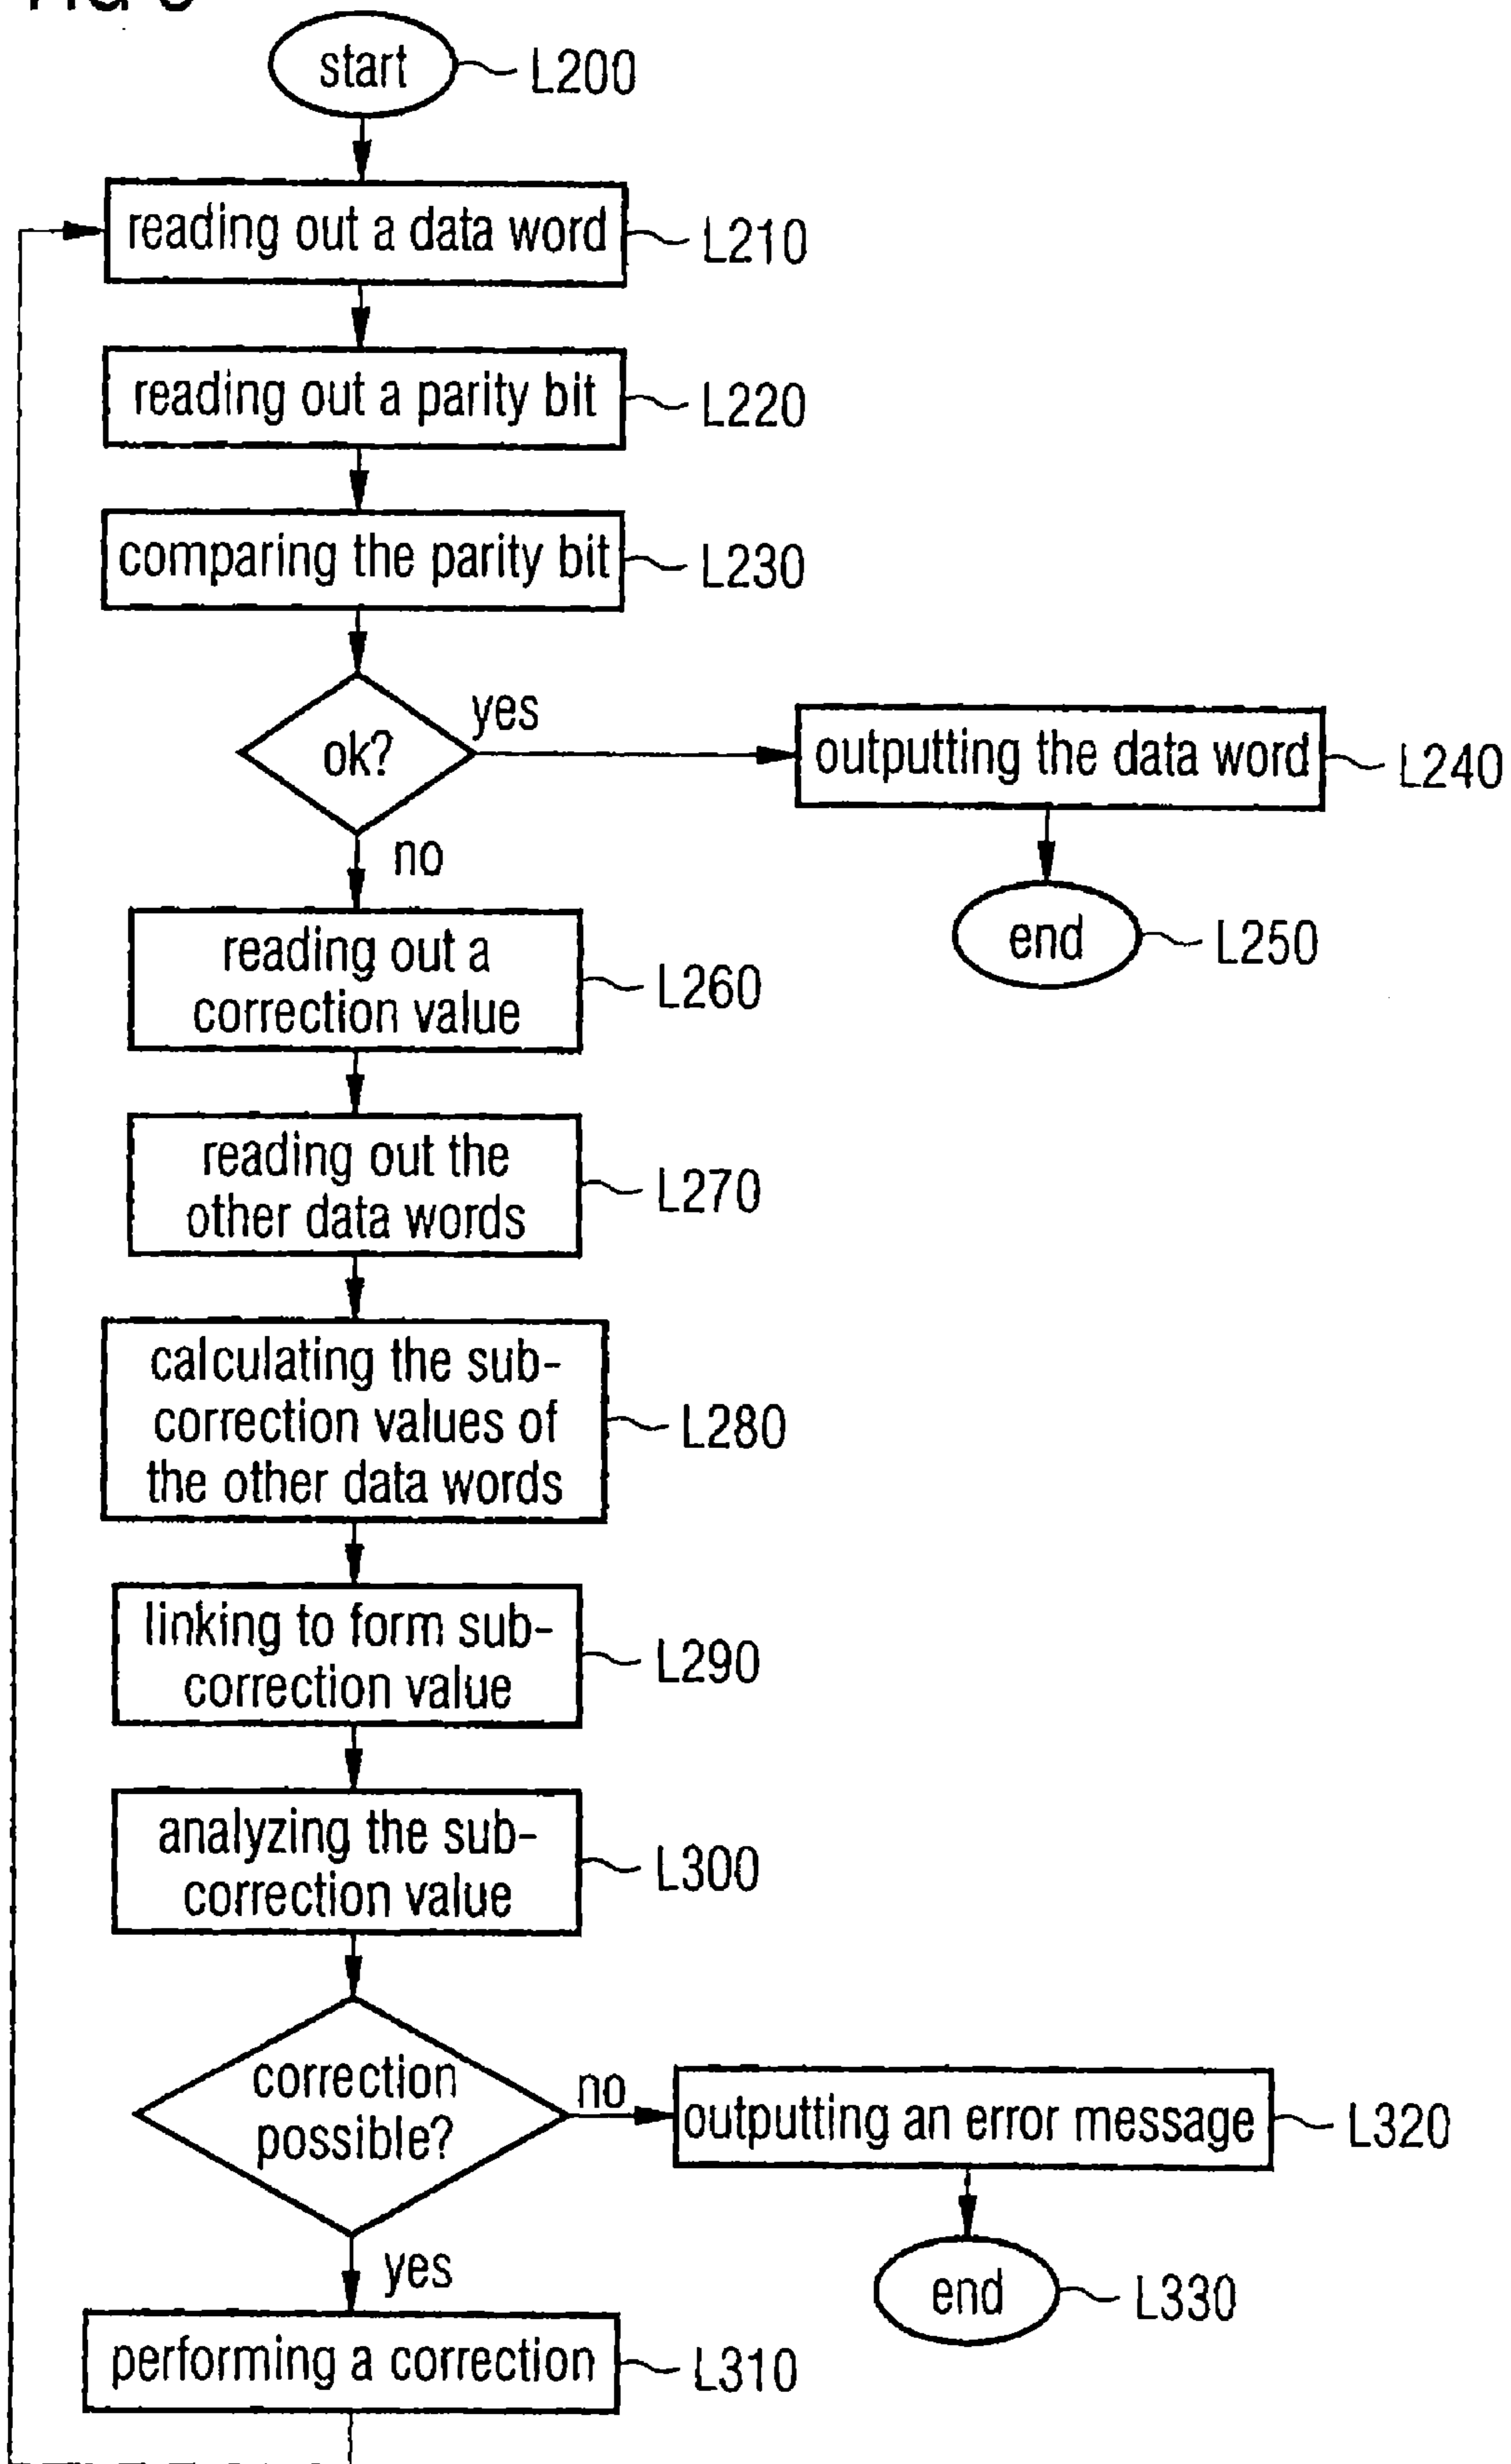 start
L200
reading out a data word
L210
reading out a parity bit
L220
comparing the parity bit
L230
ok?
yes
outputting the data word
L240
no
end
L250
reading out a
correction value
L260
reading out the
other data words
L270
calculating the sub-
correction values of
the other data words
L280
linking to form sub-
correction value
L290
analyzing the sub-
correction value
L300
correction
possible?
no
outputting an error message
L320
yes
end
L330
performing a correction
L310